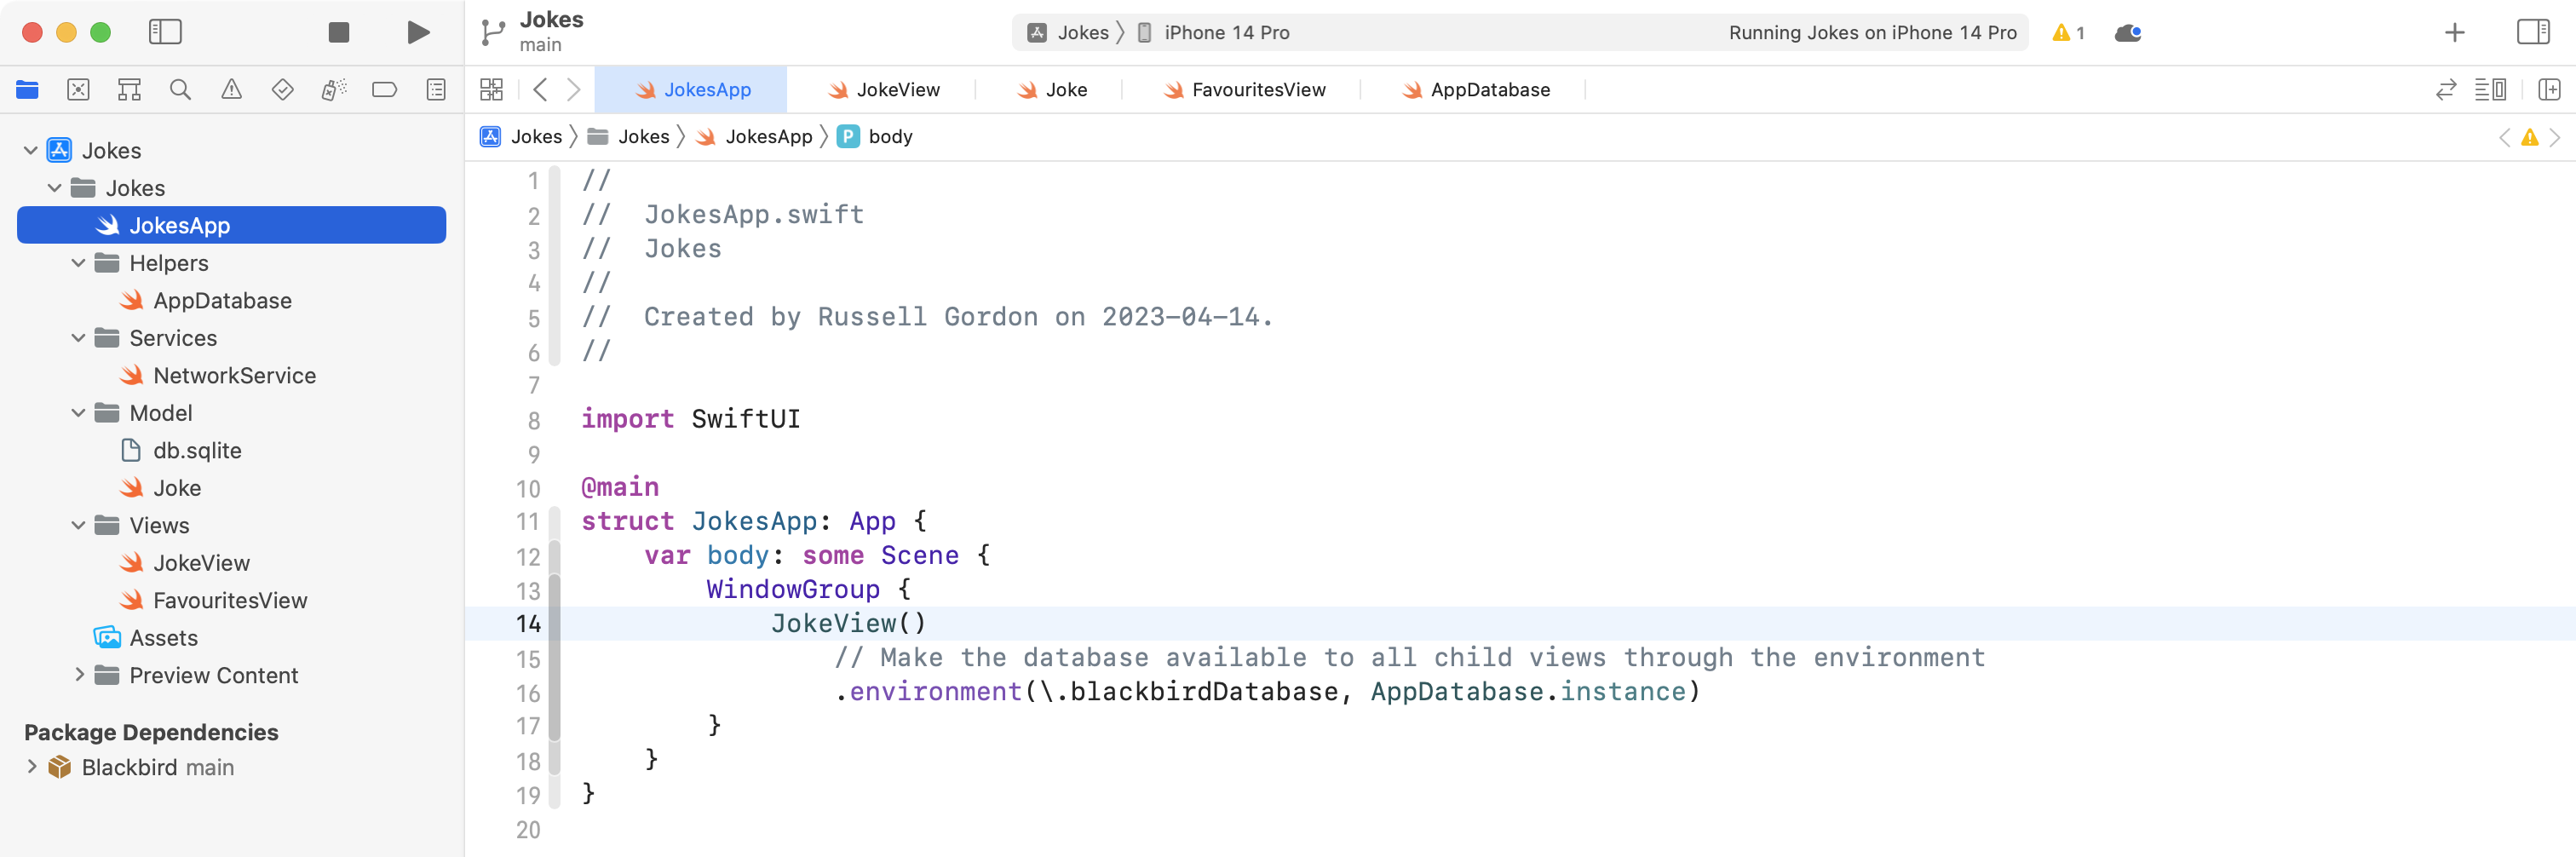 Jokes
main
Jokes
iPhone 14 Pro
Running Jokes on iPhone 14 Pro
1
JokesApp
JokeView
Joke
FavouritesView
AppDatabase
Jokes
Jokes
JokesApp
P
body
Jokes
Jokes
JokesApp
Helpers
AppDatabase
Services
NetworkService
Model
db.sqlite
Joke
Views
JokeView
FavouritesView
Assets
Preview Content
Package Dependencies
Blackbird main
1 //
2 //  JokesApp.swift
3 //  Jokes
4 //
5 //  Created by Russell Gordon on 2023-04-14.
6 //
7
8 import SwiftUI
9
10 @main
11 struct JokesApp: App {
12     var body: some Scene {
13         WindowGroup {
14             JokeView()
15                 // Make the database available to all child views through the environment
16                 .environment(\.blackbirdDatabase, AppDatabase.instance)
17         }
18     }
19 }
20